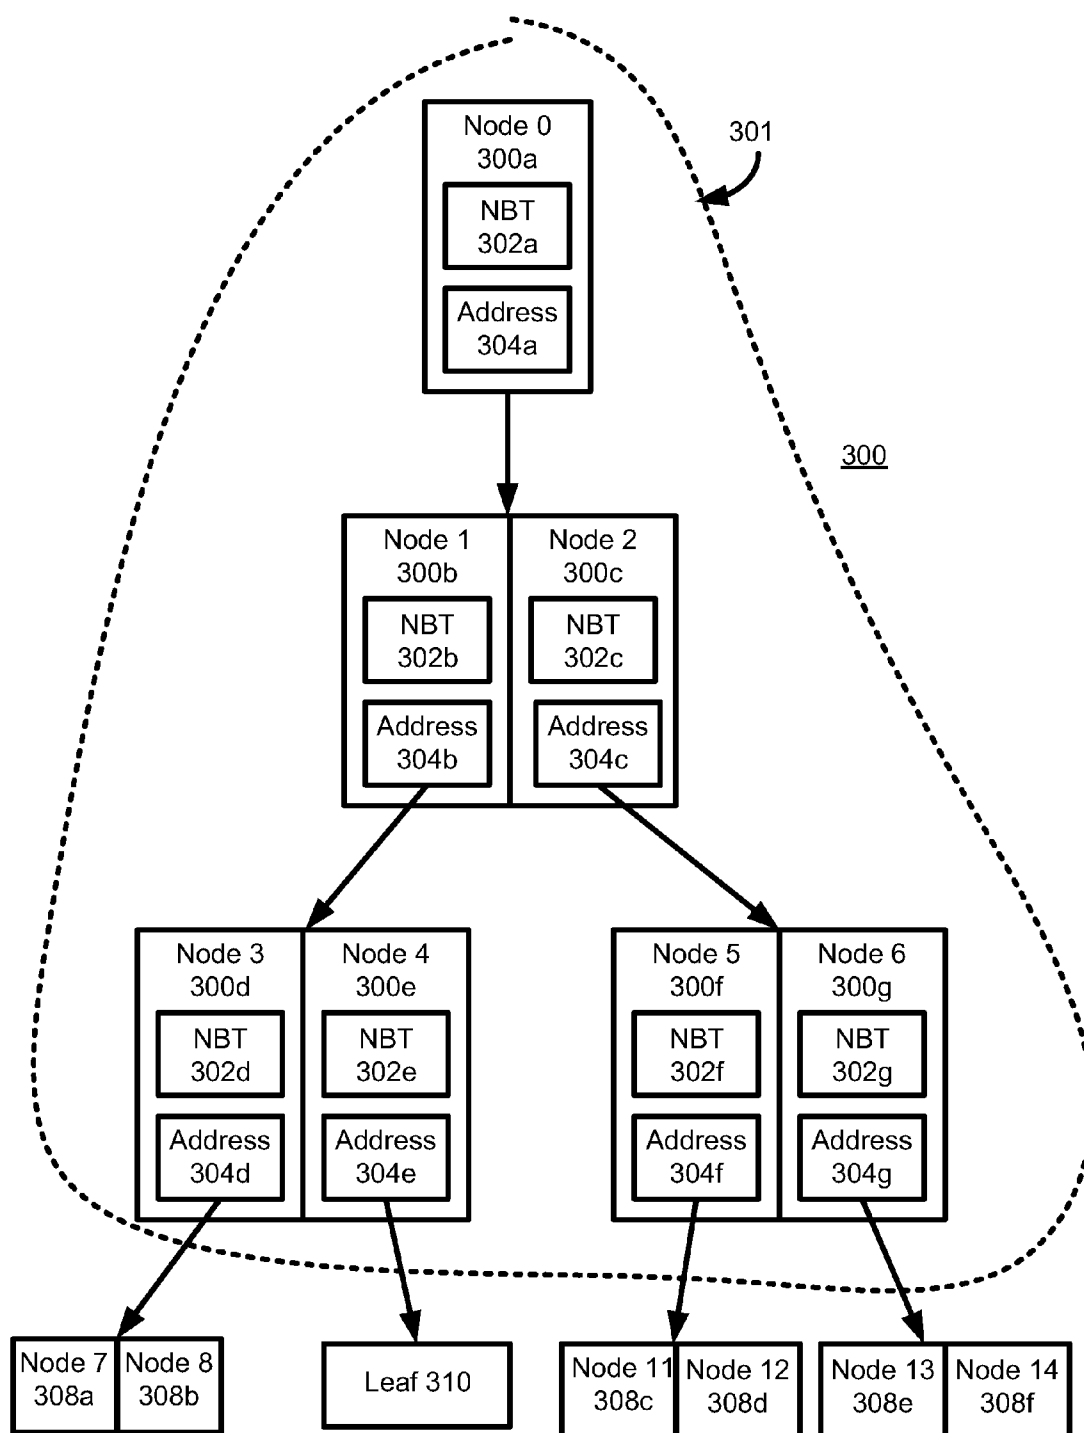 Node 0
300a
NBT
302a
Address
304a
301
300
Node 1
300b
NBT
302b
Address
304b
Node 2
300c
NBT
302c
Address
304c
Node 3
300d
NBT
302d
Address
304d
Node 4
300e
NBT
302e
Address
304e
Node 5
300f
NBT
302f
Address
304f
Node 6
300g
NBT
302g
Address
304g
Node 7
308a
Node 8
308b
Leaf 310
Node 11
308c
Node 12
308d
Node 13
308e
Node 14
308f